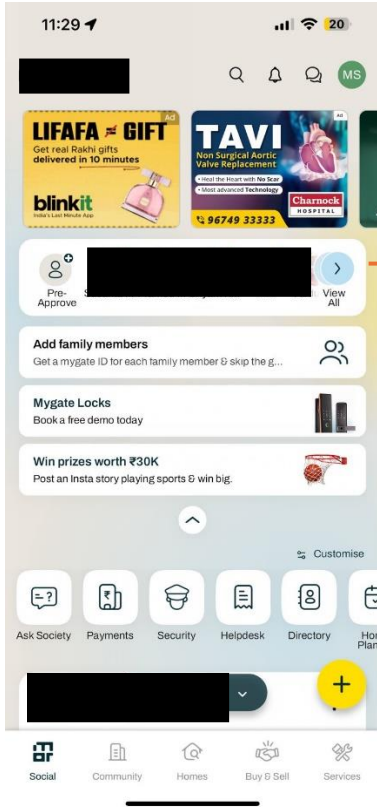 11:29
20
MS
Ad
LIFAFA ≠ GIFT
Get real Rakhi gifts
delivered in 10 minutes
blinkit
India's Last Minute App
Ad
TAVI
Non Surgical Aortic
Valve Replacement
• Heal the Heart with No Scar
• Most advanced Technology
Charnock
HOSPITAL
96749 33333
Pre-
Approve
View
All
Add family members
Get a mygate ID for each family member & skip the g...
Mygate Locks
Book a free demo today
Win prizes worth ₹30K
Post an Insta story playing sports & win big.
Customise
Ask Society
Payments
Security
Helpdesk
Directory
Plan
Social
Community
Homes
Buy & Sell
Services